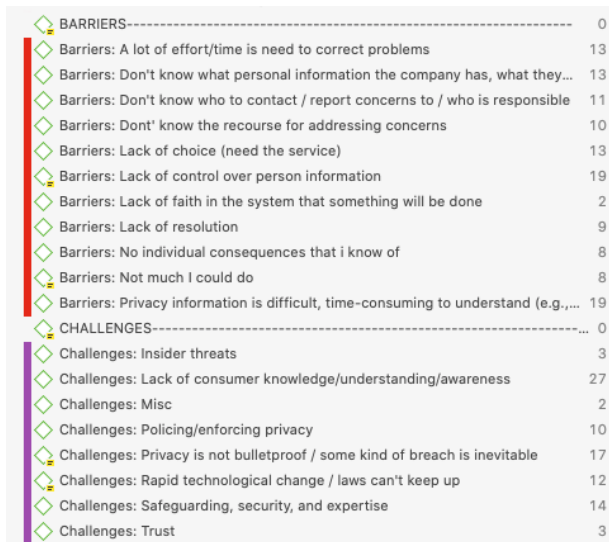 BARRIERS-------------------------------------------------------------------- 0
Barriers: A lot of effort/time is need to correct problems 13
Barriers: Don't know what personal information the company has, what they... 13
Barriers: Don't know who to contact / report concerns to / who is responsible 11
Barriers: Dont' know the recourse for addressing concerns 10
Barriers: Lack of choice (need the service) 13
Barriers: Lack of control over person information 19
Barriers: Lack of faith in the system that something will be done 2
Barriers: Lack of resolution 9
Barriers: No individual consequences that i know of 8
Barriers: Not much I could do 8
Barriers: Privacy information is difficult, time-consuming to understand (e.g.,... 19
CHALLENGES-----------------------------------------------------------------... 0
Challenges: Insider threats 3
Challenges: Lack of consumer knowledge/understanding/awareness 27
Challenges: Misc 2
Challenges: Policing/enforcing privacy 10
Challenges: Privacy is not bulletproof / some kind of breach is inevitable 17
Challenges: Rapid technological change / laws can't keep up 12
Challenges: Safeguarding, security, and expertise 14
Challenges: Trust 3